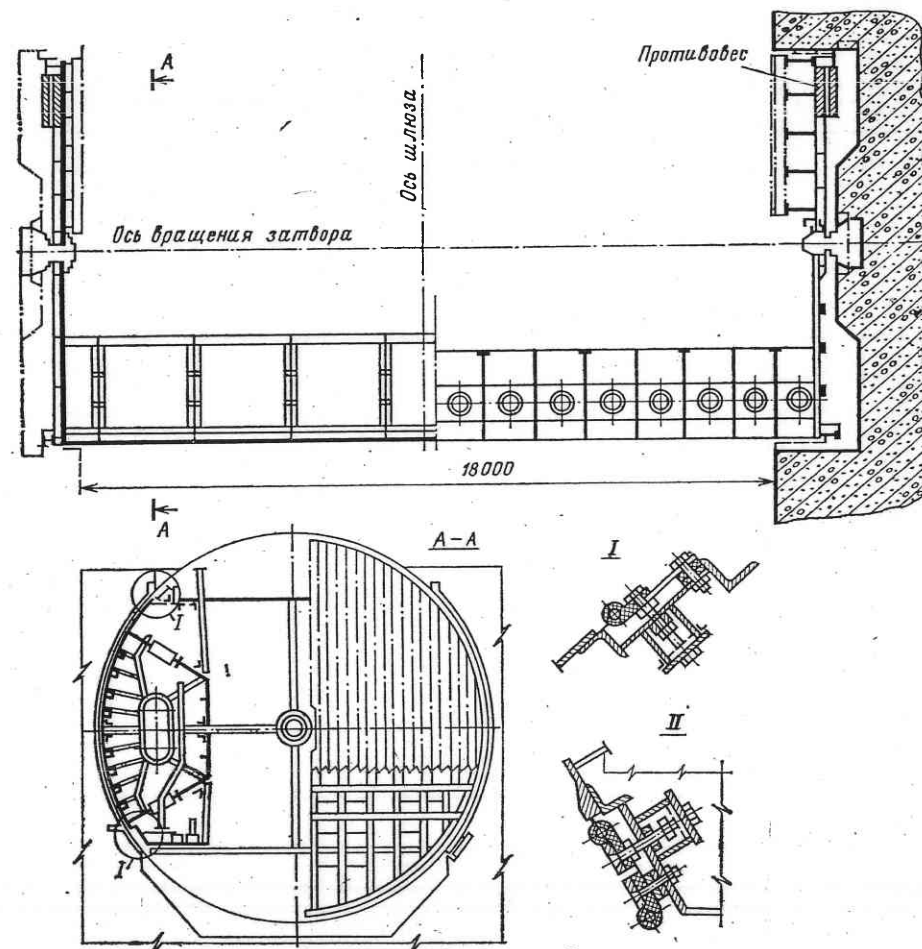 А
Противовес
Ось шлюза
Ось вращения затвора
18000
А
А-А
I
I
II
I